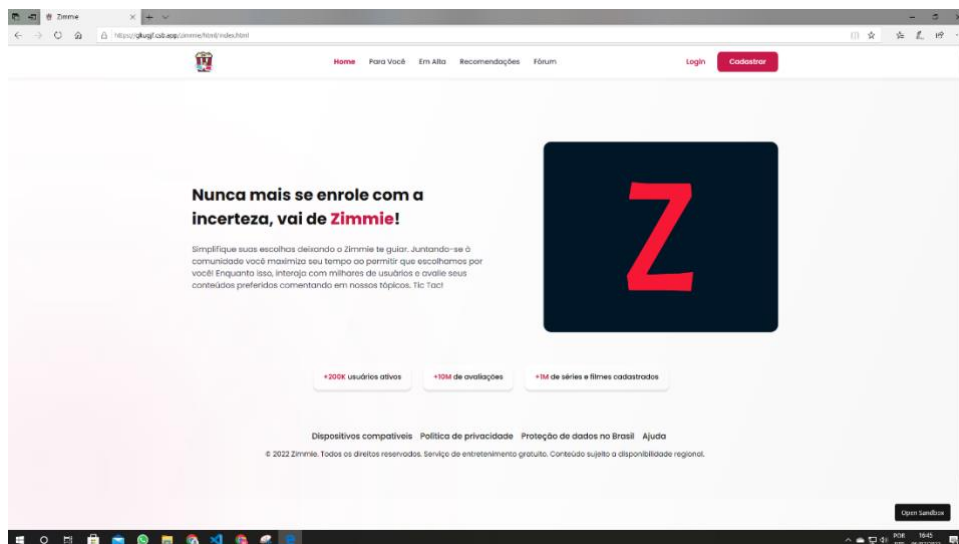 Zimmie
Home Para Você Em Alta Recomendações Fórum Login Cadastrar
Nunca mais se enrole com a
incerteza, vai de Zimmie!
Z
Simplifique suas escolhas deixando o Zimmie te guiar. Juntando-se à
comunidade você maximiza seu tempo ao permitir que escolhamos por
você! Enquanto isso, interaja com milhares de usuários e avalie seus
conteúdos preferidos comentando em nossos tópicos. Tic Tac!
+200K usuários ativos +10M de avaliações +1M de séries e filmes cadastrados
Dispositivos compatíveis Política de privacidade Proteção de dados no Brasil Ajuda
© 2022 Zimmie. Todos os direitos reservados. Serviço de entretenimento gratuito. Conteúdo sujeito a disponibilidade regional.
Open Sandbox
POR 16:45